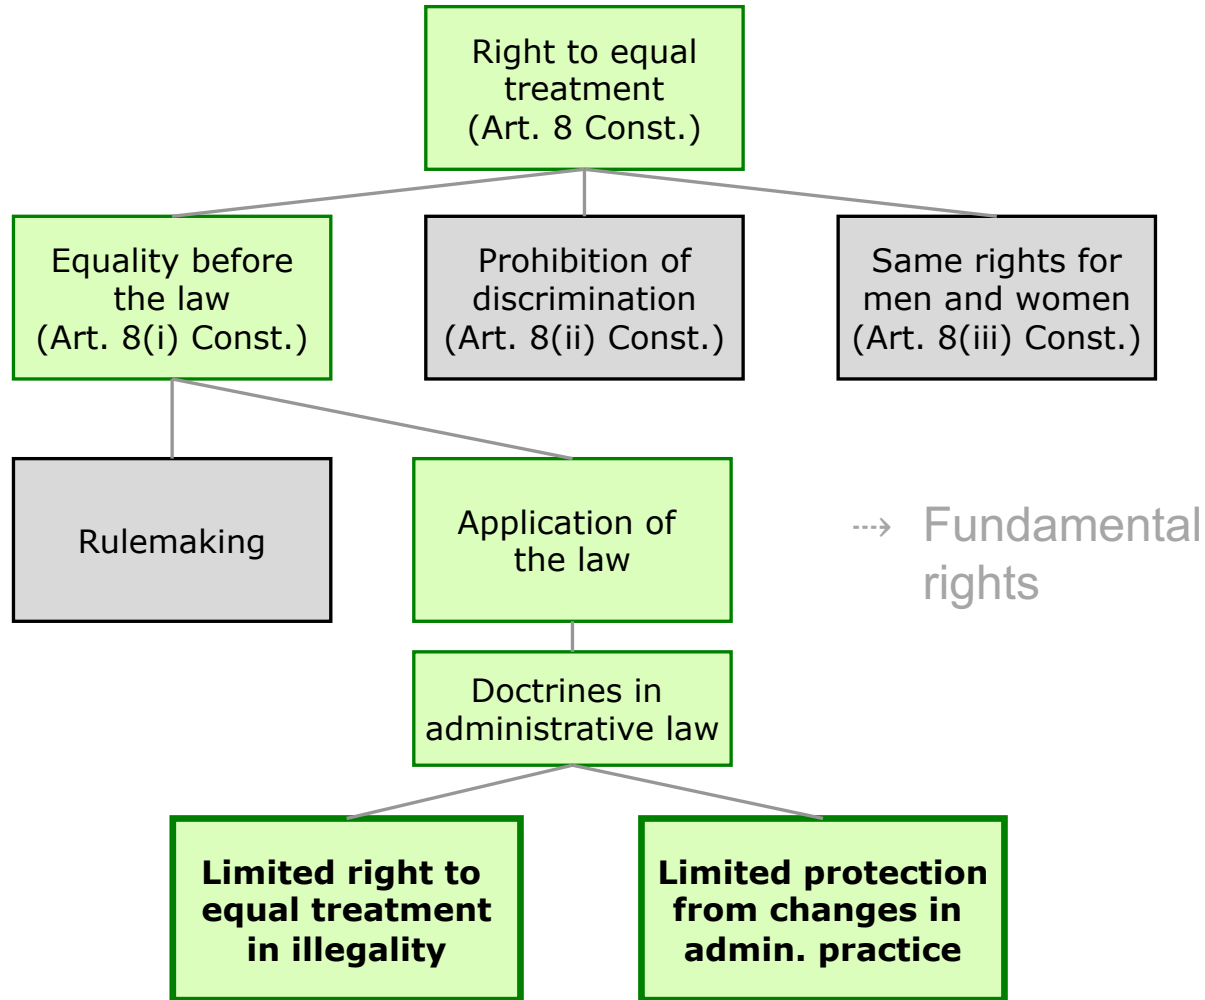 Right to equal
treatment
(Art. 8 Const.)
Equality before
the law
(Art. 8(i) Const.)
Prohibition of
discrimination
(Art. 8(ii) Const.)
Same rights for
men and women
(Art. 8(iii) Const.)
Rulemaking
Application of
the law
⤏ Fundamental
rights
Doctrines in
administrative law
Limited right to
equal treatment
in illegality
Limited protection
from changes in
admin. practice